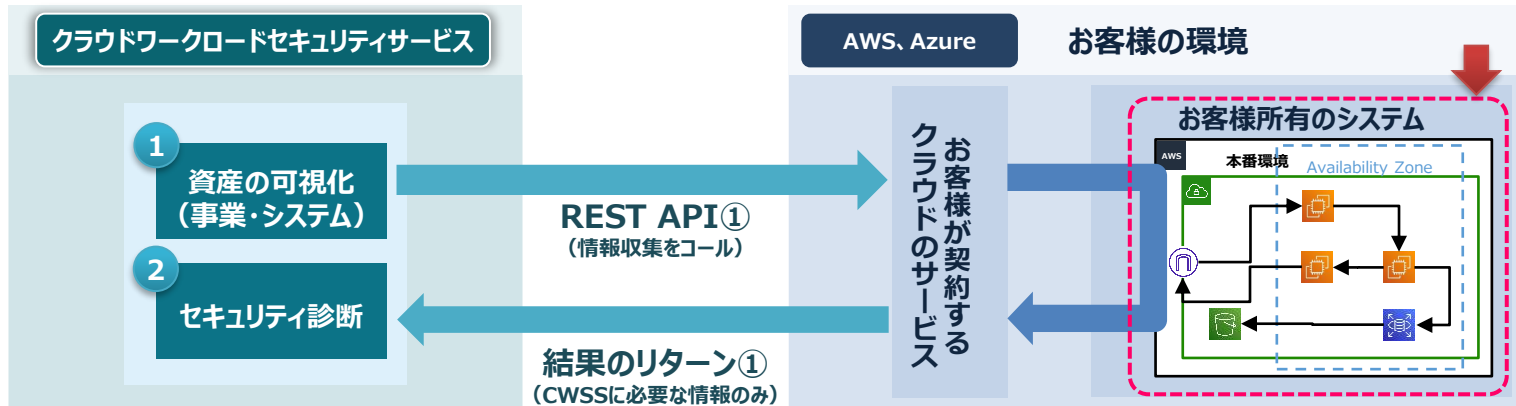 クラウドワークロードセキュリティサービス
1
資産の可視化
（事業・システム）
2
セキュリティ診断
REST API①
（情報収集をコール）
結果のリターン①
（CWSSに必要な情報のみ）
AWS、Azure
お客様の環境
お客様が契約する
クラウドのサービス
お客様所有のシステム
AWS
本番環境
Availability Zone